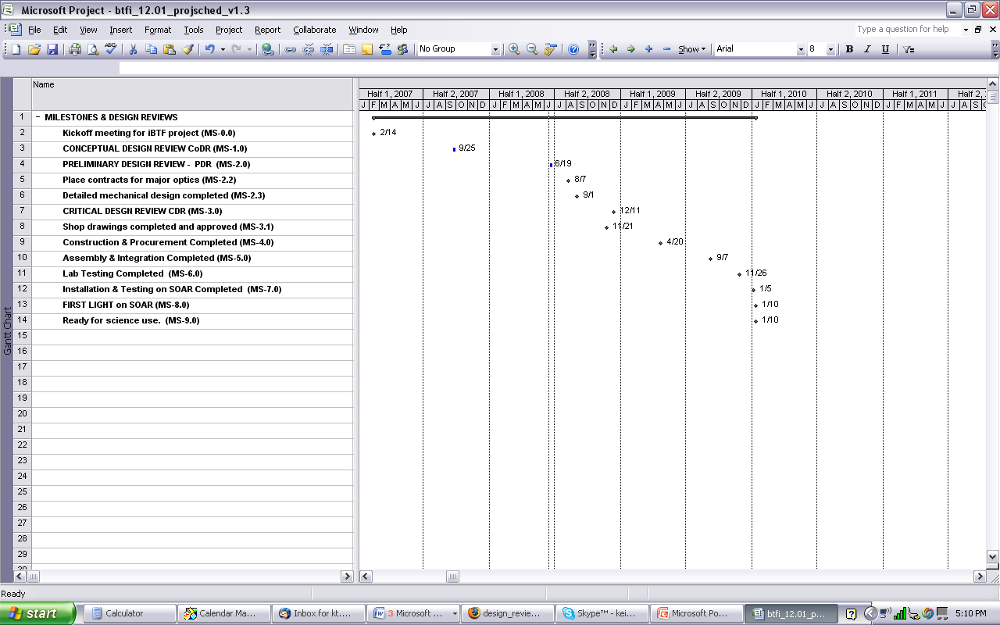 Microsoft Project - btfi_12.01_projsched_v1.3
File Edit View Insert Format Tools Project Report Collaborate Window Help Type a question for help
No Group Show Arial 8 B I U
Name
Half 1, 2007 Half 2, 2007 Half 1, 2008 Half 2, 2008 Half 1, 2009 Half 2, 2009 Half 1, 2010 Half 2, 2010 Half 1, 2011 Half 2,
J F M A M J J A S O N D J F M A M J J A S O N D J F M A M J J A S O N D J F M A M J J A S O N D J F M A M J J A S O
1 MILESTONES & DESIGN REVIEWS
2 Kickoff meeting for iBTF project (MS-0.0) 2/14
3 CONCEPTUAL DESIGN REVIEW CoDR (MS-1.0) 9/25
4 PRELIMINARY DESIGN REVIEW - PDR (MS-2.0) 6/19
5 Place contracts for major optics (MS-2.2) 8/7
6 Detailed mechanical design completed (MS-2.3) 9/1
7 CRITICAL DESGN REVIEW CDR (MS-3.0) 12/11
8 Shop drawings completed and approved (MS-3.1) 11/21
9 Construction & Procurement Completed (MS-4.0) 4/20
10 Assembly & Integration Completed (MS-5.0) 9/7
11 Lab Testing Completed (MS-6.0) 11/26
12 Installation & Testing on SOAR Completed (MS-7.0) 1/5
13 FIRST LIGHT on SOAR (MS-8.0) 1/10
14 Ready for science use. (MS-9.0) 1/10
15
16
17
18
19
20
21
22
23
24
25
26
27
28
29
30
Gantt Chart
Ready
start Calculator Calendar Ma... Inbox for kt.... 3 Microsoft ... design_revie... Skype™ - kei... Microsoft Po... btfi_12.01_p... 5:10 PM